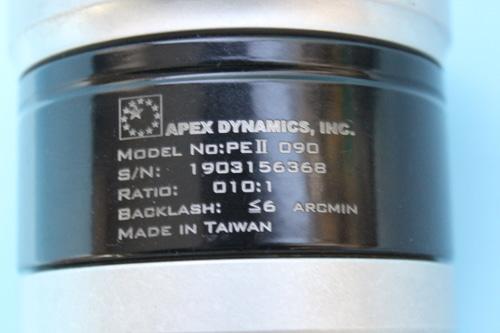 APEX DYNAMICS, INC.
MODEL NO:PEII 090
S/N: 1903156368
RATIO: 010:1
BACKLASH: ≤6 ARCMIN
MADE IN TAIWAN